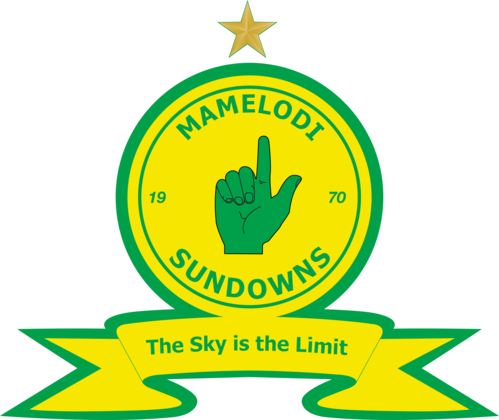 MAMELODI
19 70
SUNDOWNS
The Sky is the Limit